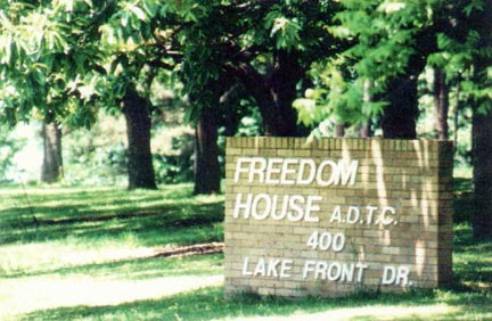 FREEDOM
HOUSE A.D.T.C.
400
LAKE FRONT DR.